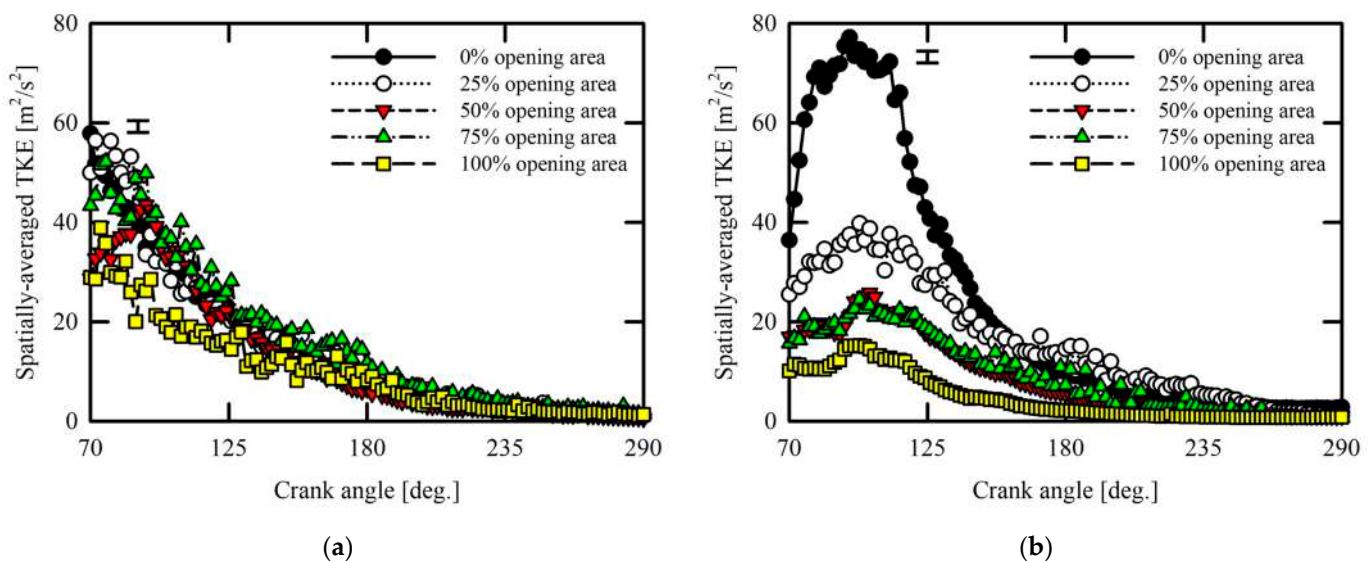 80
60
40
20
0
Spatially-averaged TKE [m²/s²]
0% opening area
25% opening area
50% opening area
75% opening area
100% opening area
70 125 180 235 290
Crank angle [deg.]
(a)
80
60
40
20
0
Spatially-averaged TKE [m²/s²]
0% opening area
25% opening area
50% opening area
75% opening area
100% opening area
70 125 180 235 290
Crank angle [deg.]
(b)